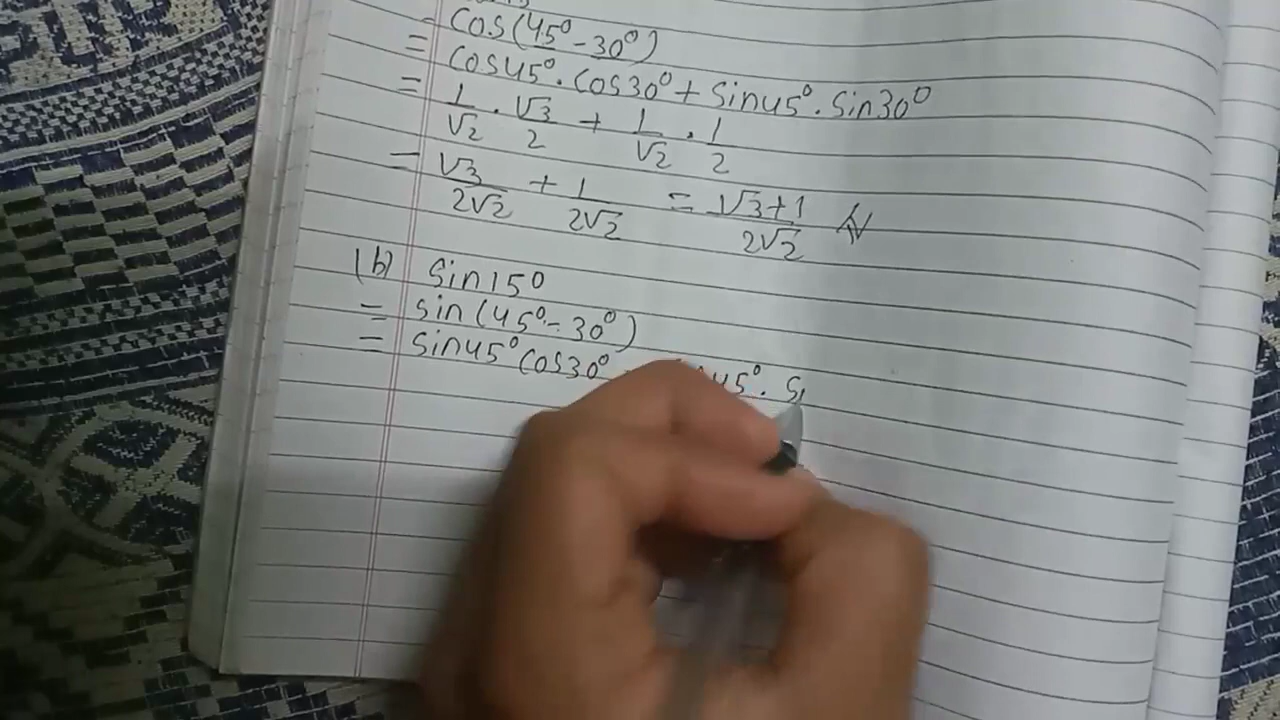 = cos(45°-30°)
= cos45°.cos30°+sin45°.sin30°
= 1/√2 . √3/2 + 1/√2 . 1/2
= √3/2√2 + 1/2√2 = √3+1/2√2
(b) sin15°
= sin(45°-30°)
= sin45°cos30° 45°.